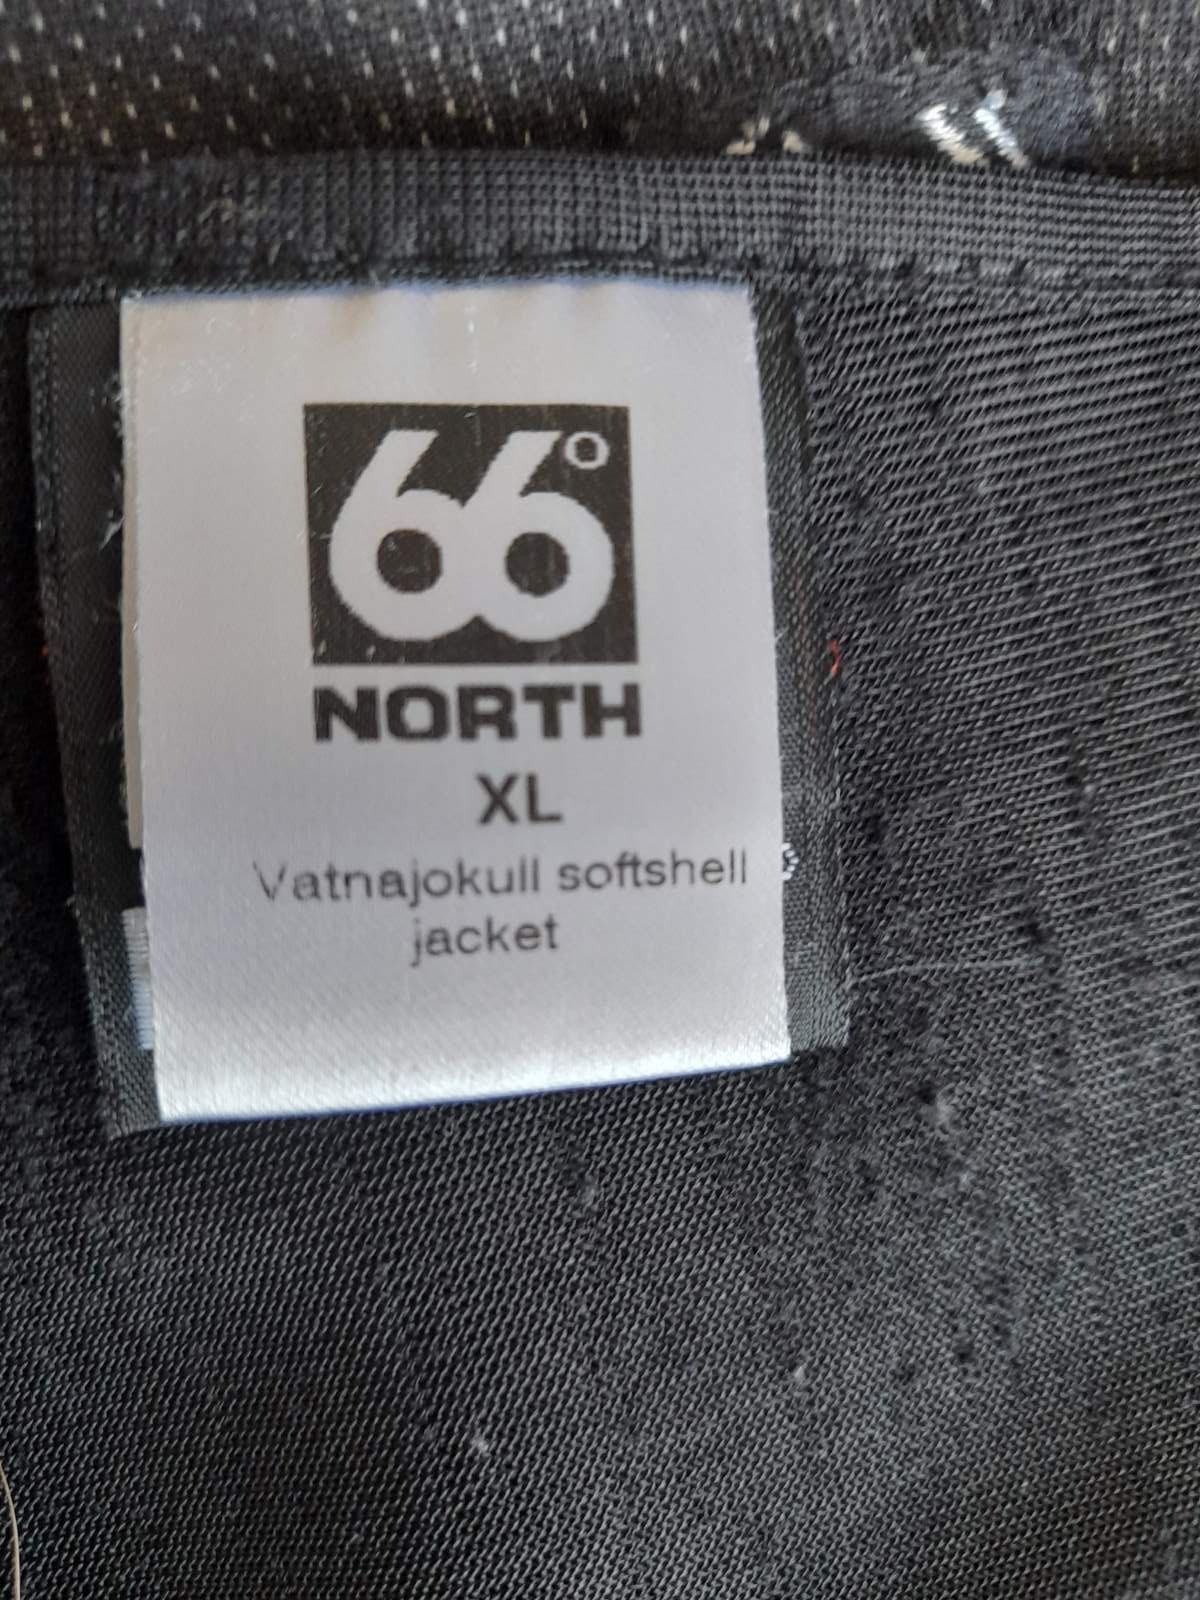 66°
NORTH
XL
Vatnajokull softshell
jacket